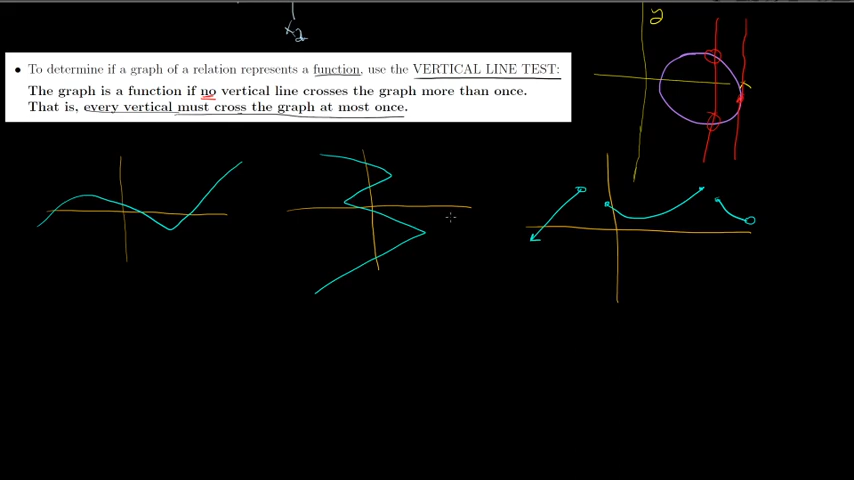 x2
y
• To determine if a graph of a relation represents a function, use the VERTICAL LINE TEST:
The graph is a function if no vertical line crosses the graph more than once.
That is, every vertical must cross the graph at most once.